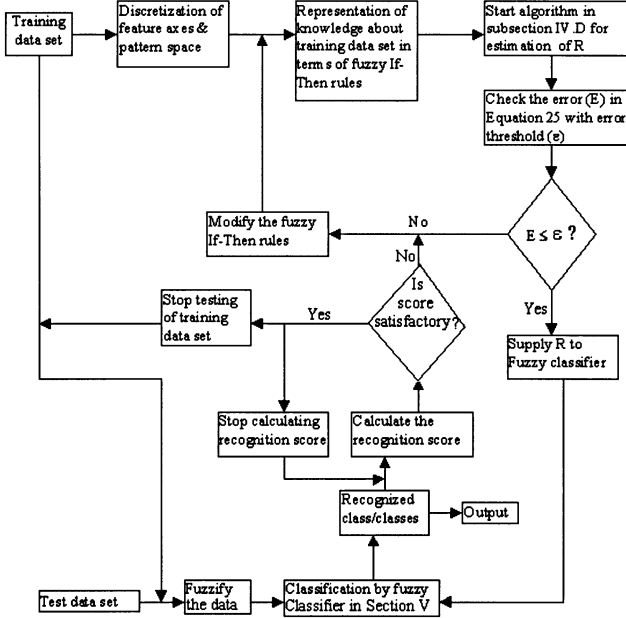 Training
data set
Discretization of
feature axes &
pattern space
Representation of
knowledge about
training data set in
terms of fuzzy If-
Then rules
Start algorithm in
subsection IV.D for
estimation of R
Check the error (E) in
Equation 25 with error
threshold (ε)
E ≤ ε ?
No
Modify the fuzzy
If-Then rules
No
Is
score
satisfactory?
Yes
Stop testing
of training
data set
Yes
Supply R to
Fuzzy classifier
Stop calculating
recognition score
Calculate the
recognition score
Recognized
class/classes
Output
Test data set
Fuzzify
the data
Classification by fuzzy
Classifier in Section V